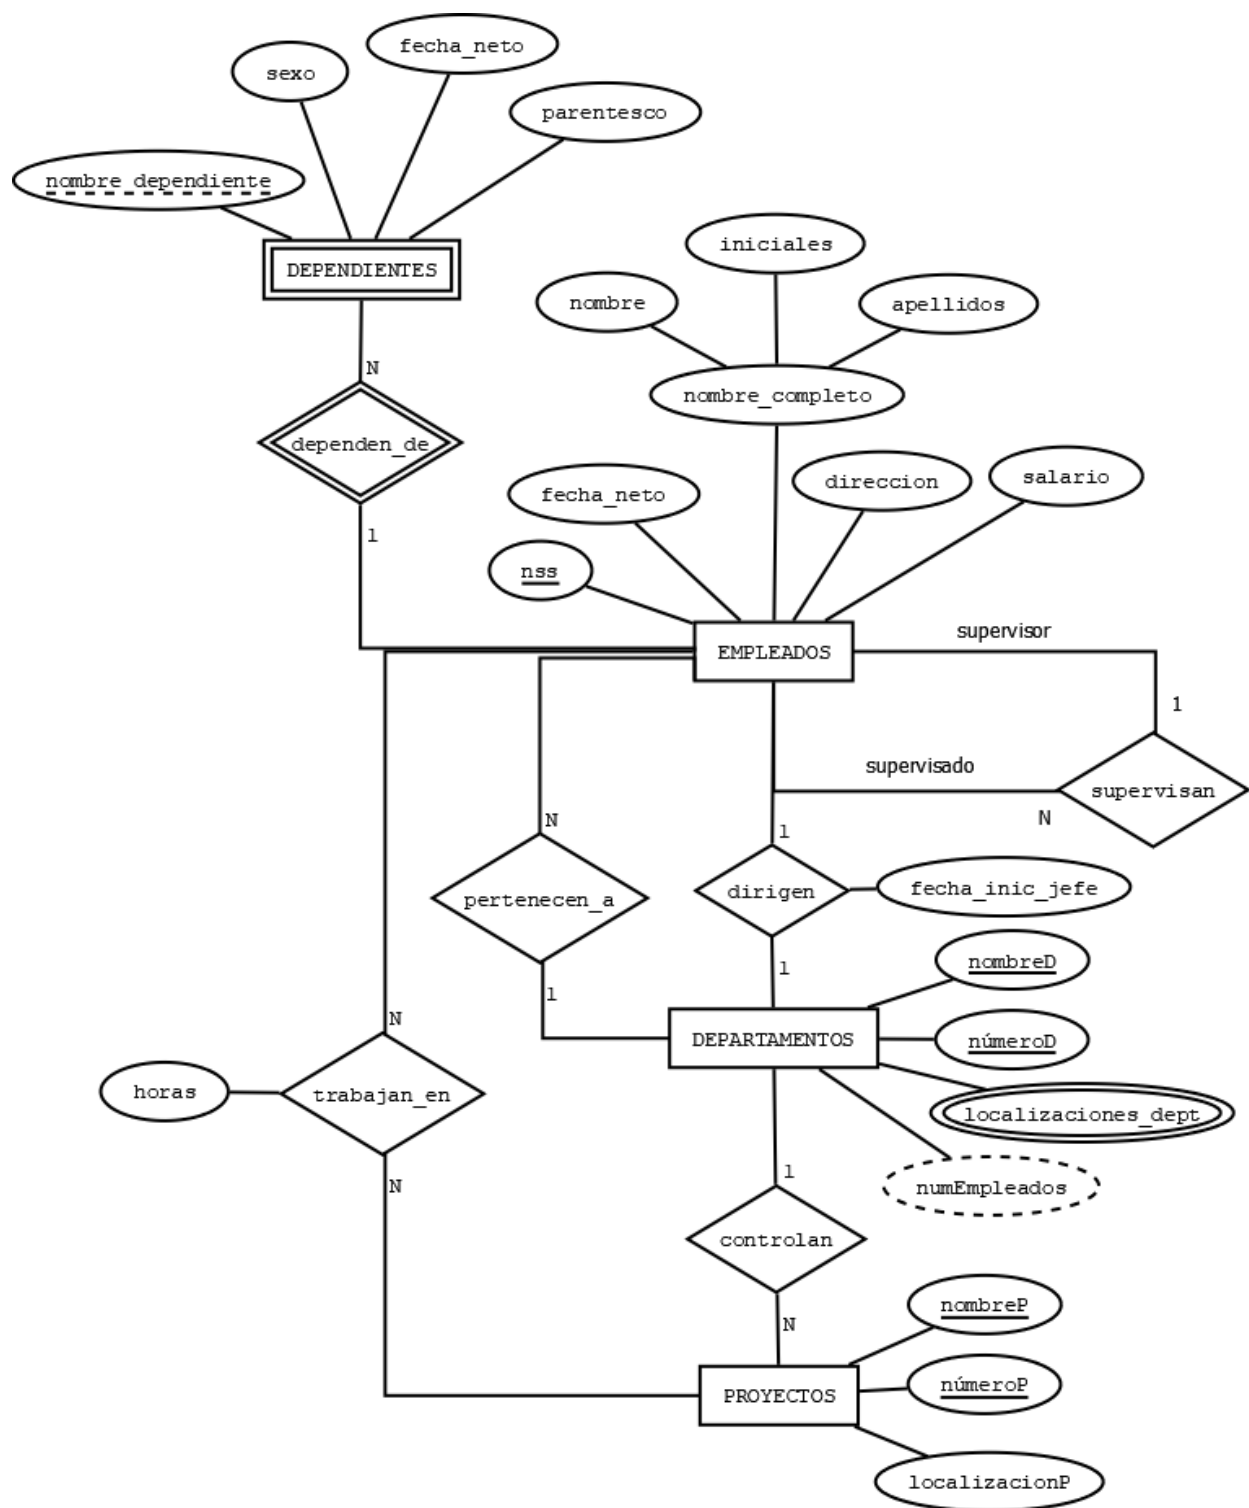 fecha_neto
sexo
parentesco
nombre_dependiente
DEPENDIENTES
iniciales
nombre
apellidos
nombre_completo
N
dependen_de
1
fecha_neto
direccion
salario
nss
EMPLEADOS
supervisor
1
supervisado
N
supervisan
N
pertenecen_a
1
1
dirigen
fecha_inic_jefe
1
nombreD
DEPARTAMENTOS
númeroD
localizaciones_dept
numEmpleados
N
horas
trabajan_en
N
1
controlan
N
nombreP
PROYECTOS
númeroP
localizacionP